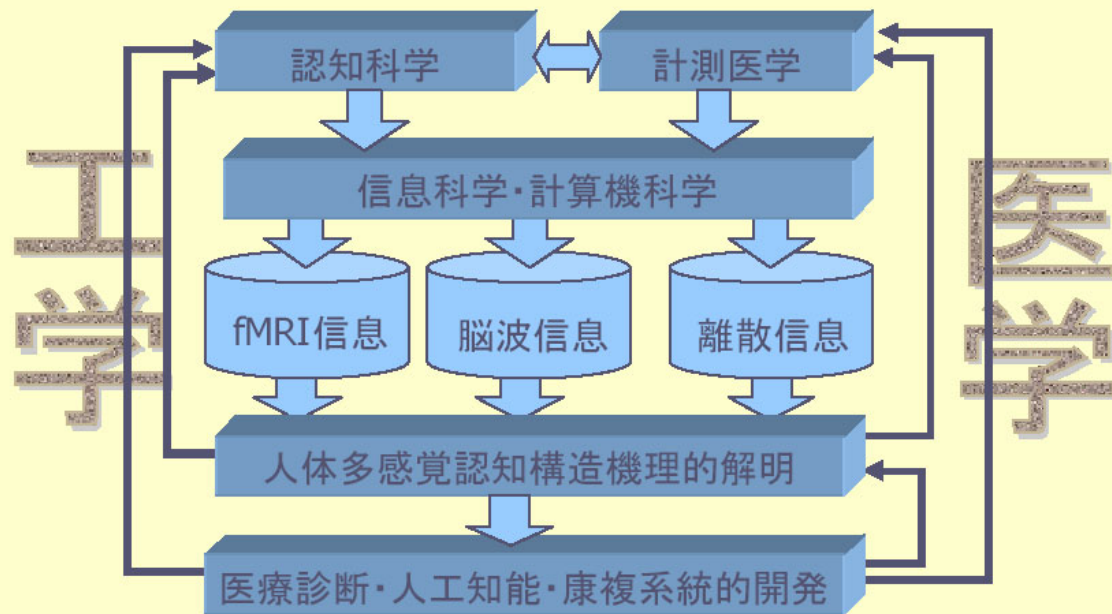 認知科学
計測医学
工学
医学
信息科学・計算機科学
fMRI信息
脳波信息
離散信息
人体多感覚認知構造機理的解明
医療診断・人工知能・康複系統的開発